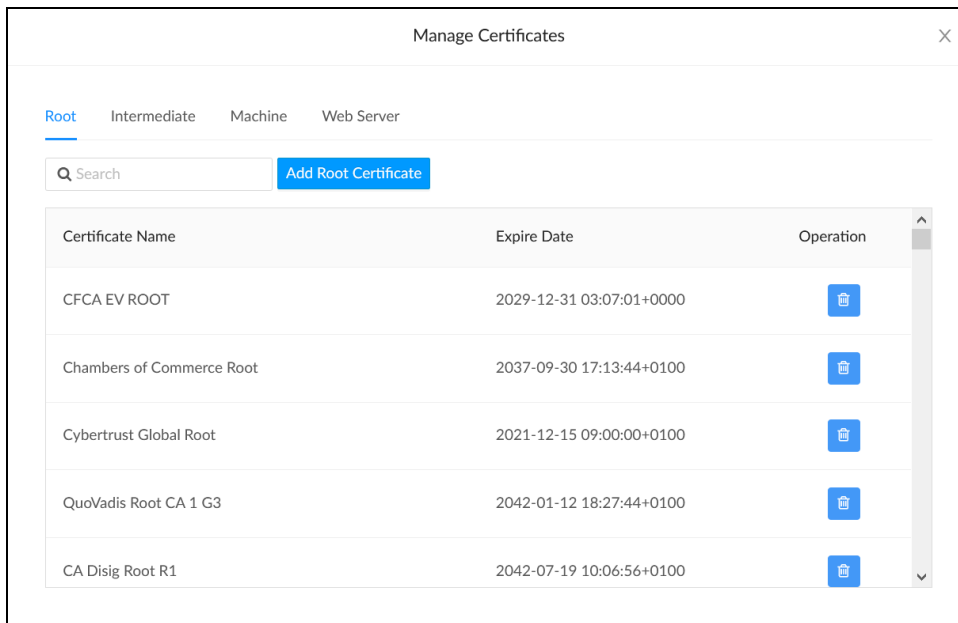 Manage Certificates
Root Intermediate Machine Web Server
Search Add Root Certificate
Certificate Name Expire Date Operation
CFCA EV ROOT 2029-12-31 03:07:01+0000
Chambers of Commerce Root 2037-09-30 17:13:44+0100
Cybertrust Global Root 2021-12-15 09:00:00+0100
QuoVadis Root CA 1 G3 2042-01-12 18:27:44+0100
CA Disig Root R1 2042-07-19 10:06:56+0100